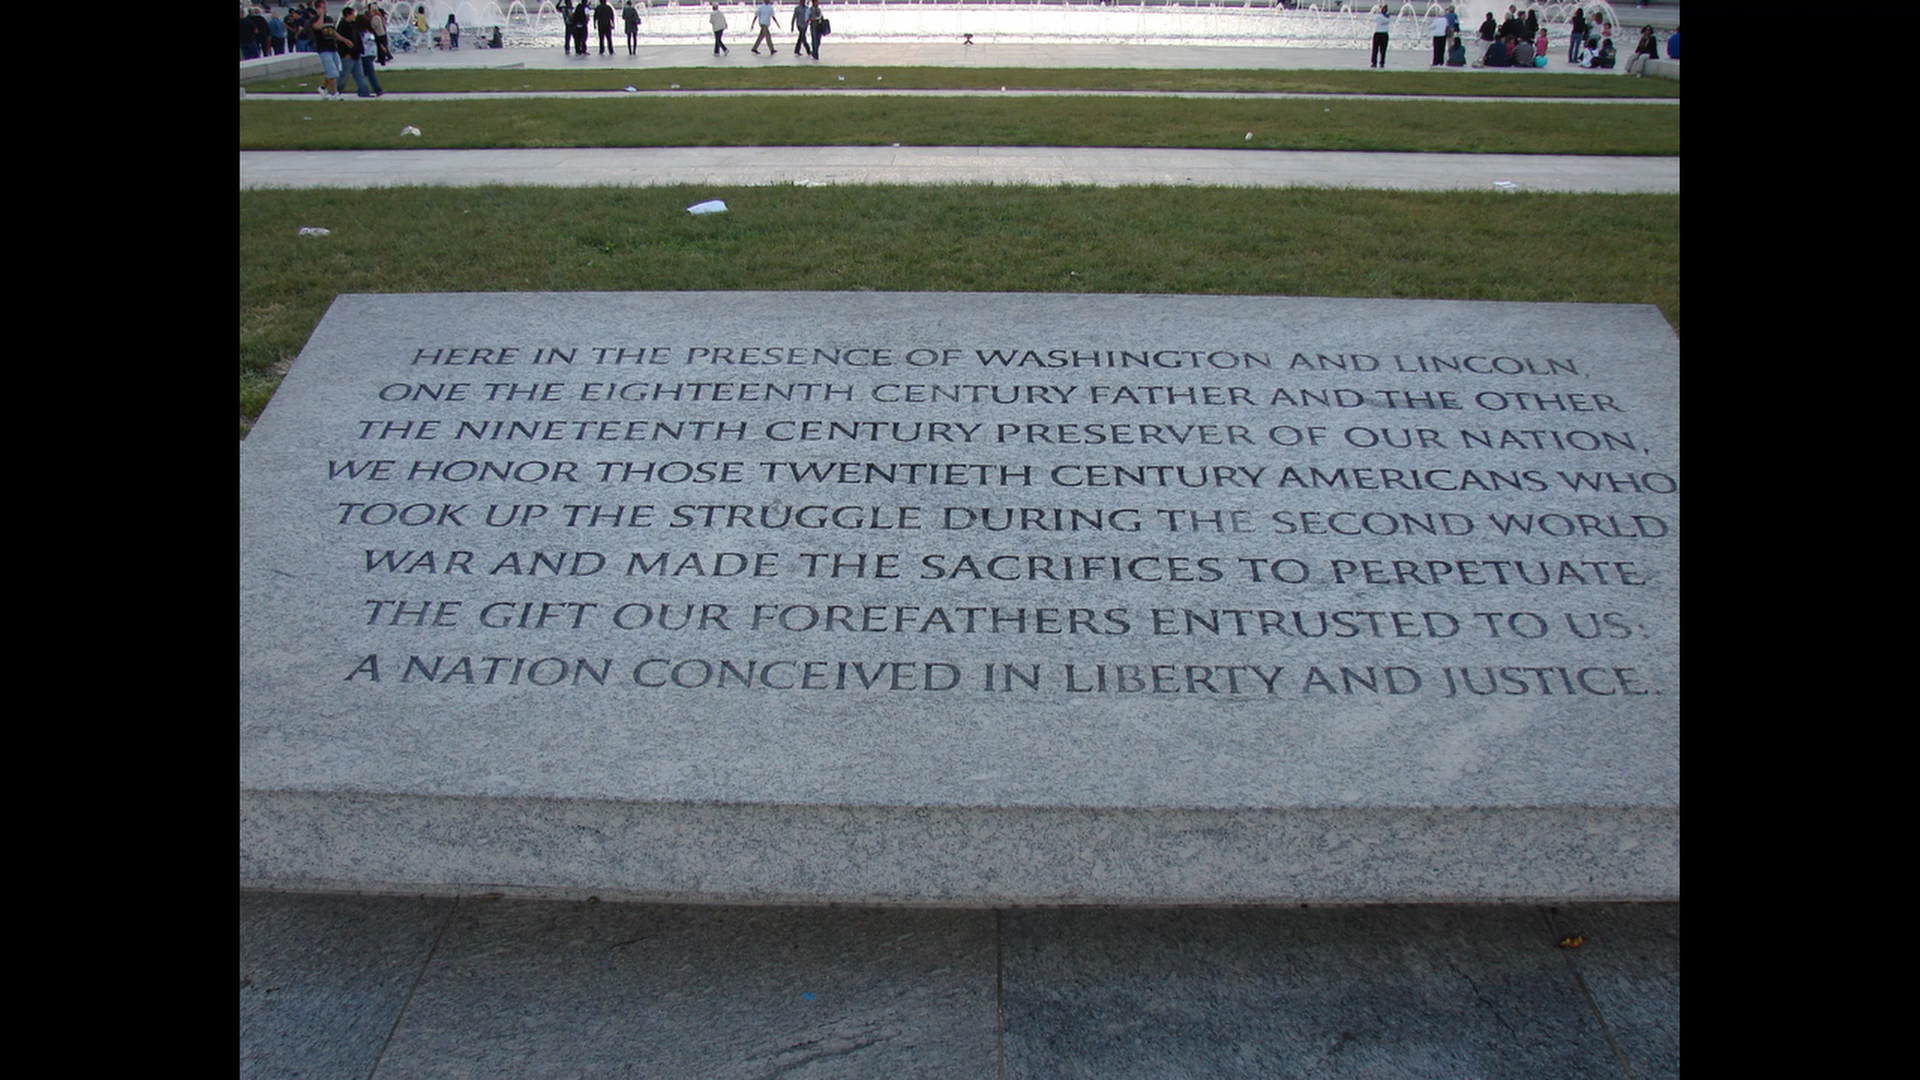 HERE IN THE PRESENCE OF WASHINGTON AND LINCOLN,
ONE THE EIGHTEENTH CENTURY FATHER AND THE OTHER
THE NINETEENTH CENTURY PRESERVER OF OUR NATION,
WE HONOR THOSE TWENTIETH CENTURY AMERICANS WHO
TOOK UP THE STRUGGLE DURING THE SECOND WORLD
WAR AND MADE THE SACRIFICES TO PERPETUATE
THE GIFT OUR FOREFATHERS ENTRUSTED TO US:
A NATION CONCEIVED IN LIBERTY AND JUSTICE.